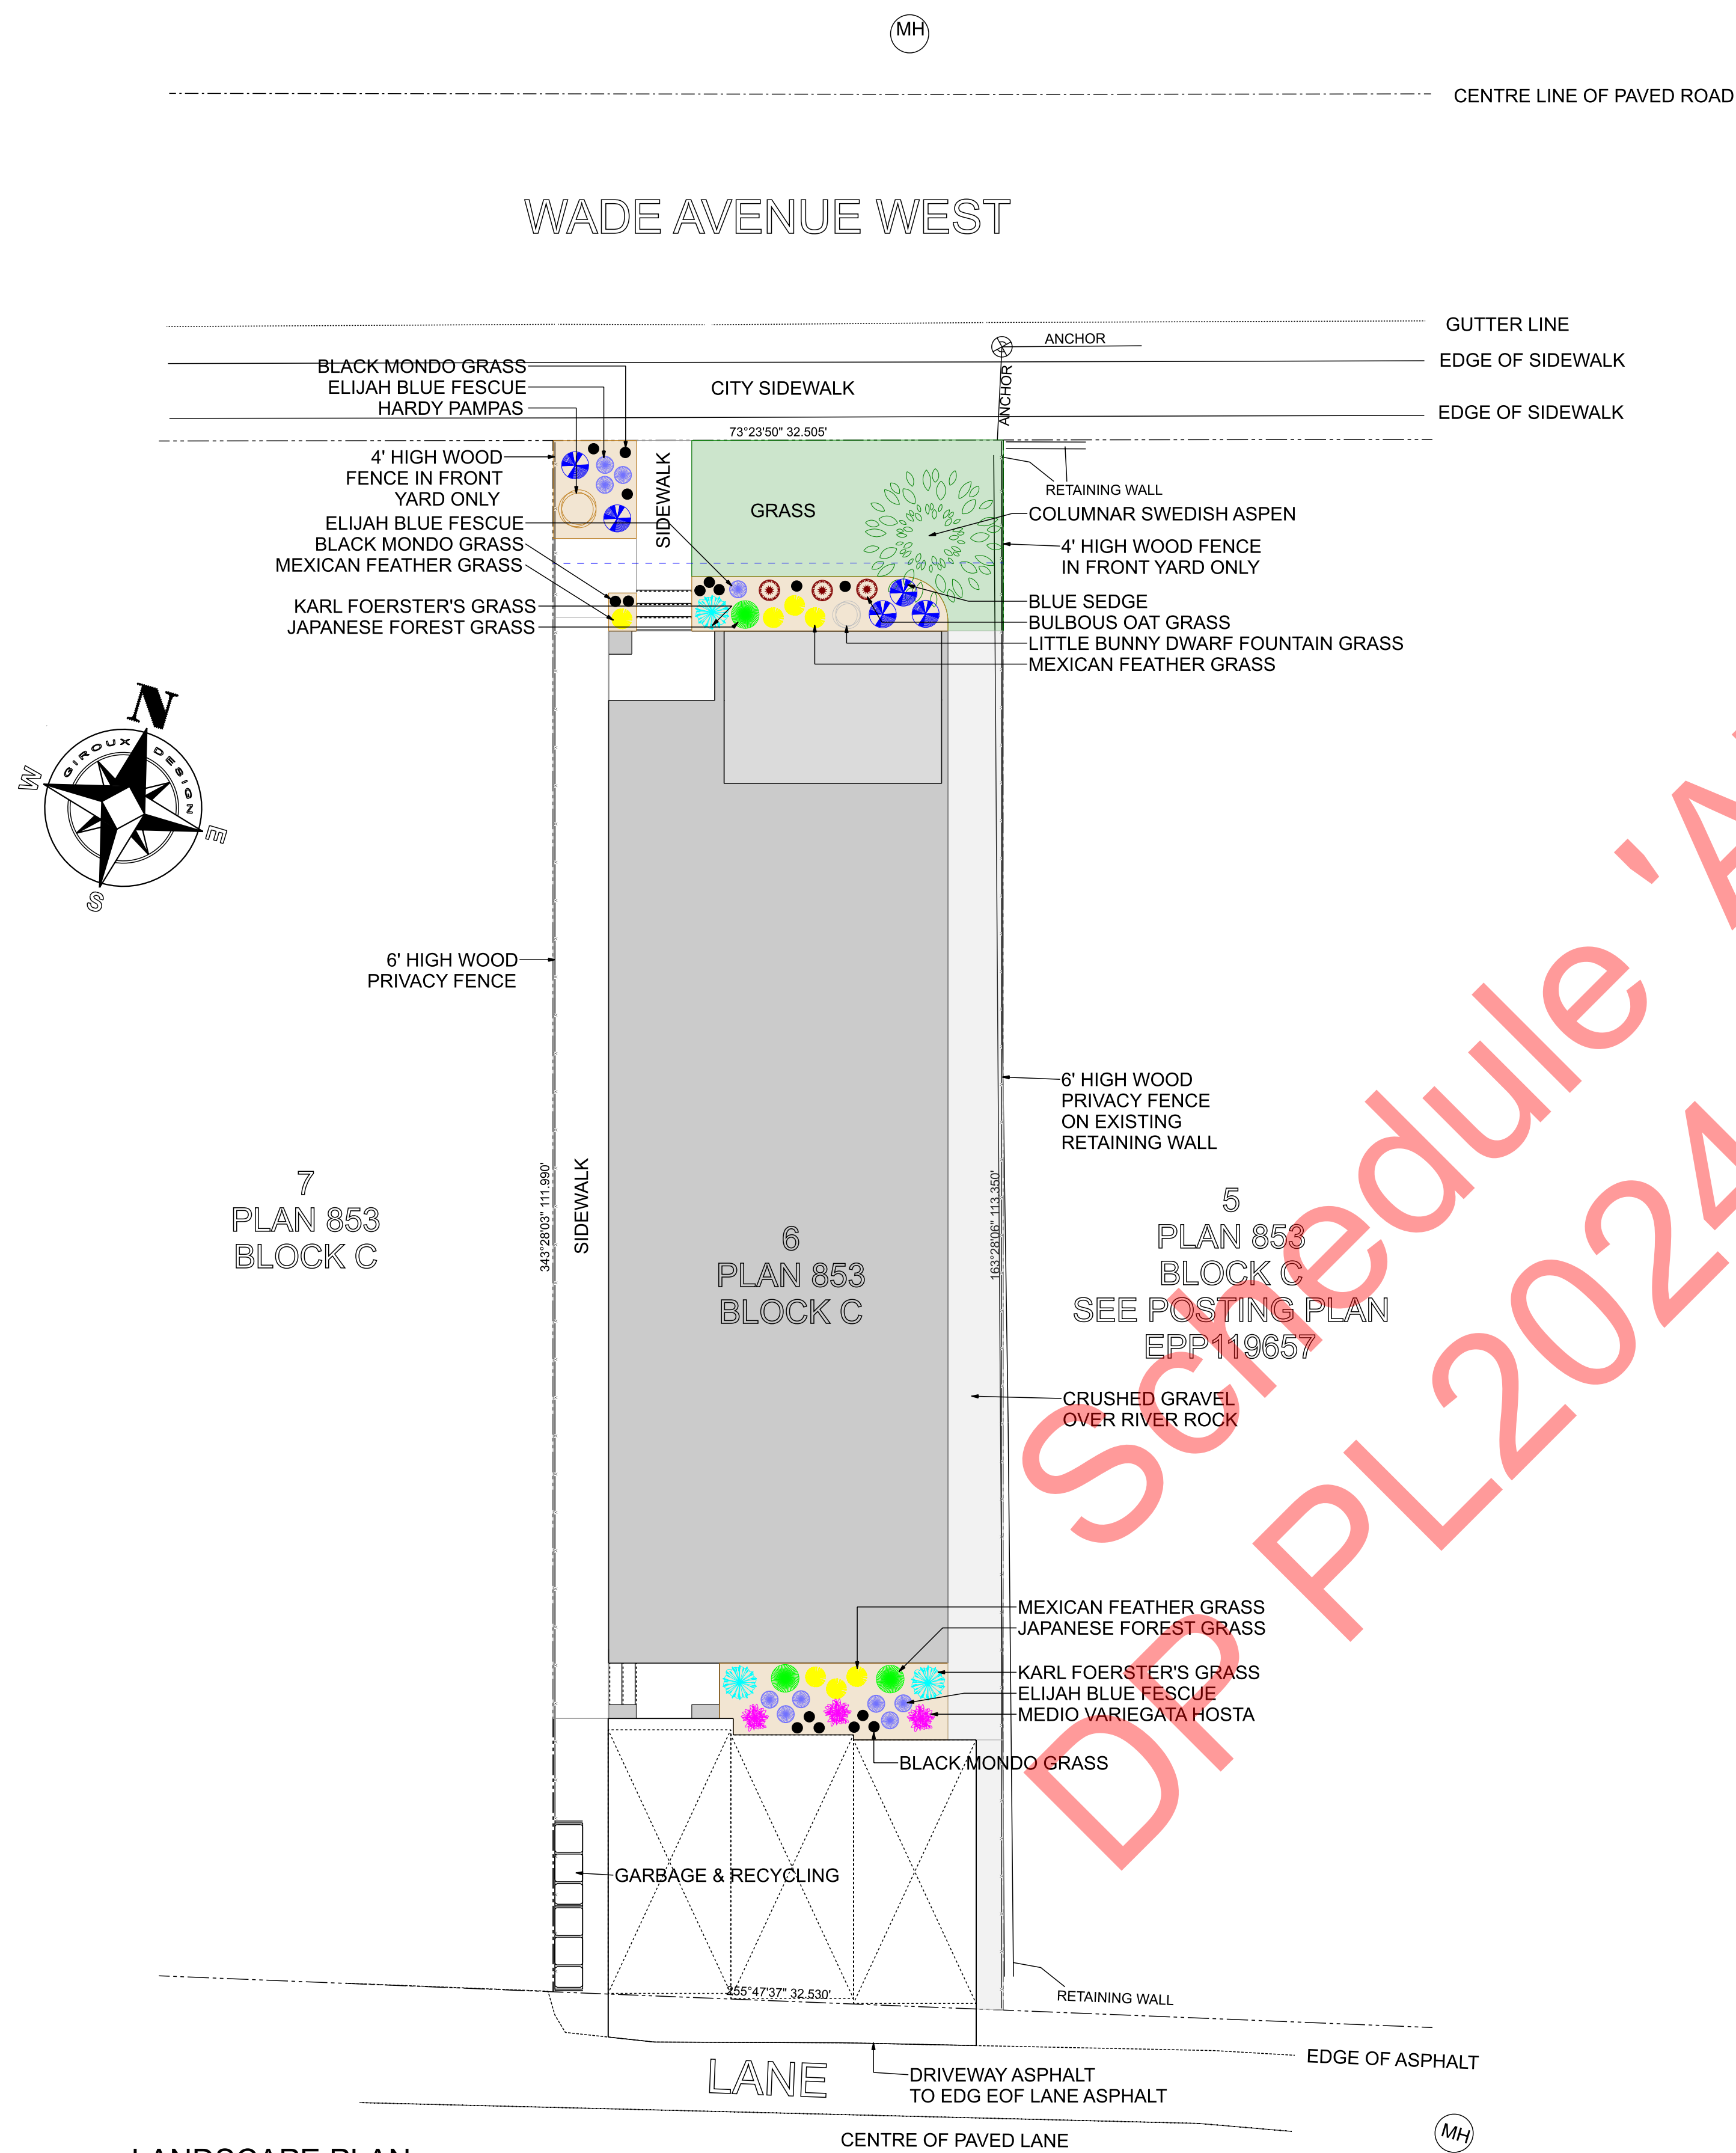 MH
CENTRE LINE OF PAVED ROAD
WADE AVENUE WEST
GUTTER LINE
ANCHOR
EDGE OF SIDEWALK
BLACK MONDO GRASS
ELIJAH BLUE FESCUE
HARDY PAMPAS
CITY SIDEWALK
ANCHOR
EDGE OF SIDEWALK
73°23'50" 32.505'
4' HIGH WOOD
FENCE IN FRONT
YARD ONLY
SIDEWALK
GRASS
RETAINING WALL
COLUMNAR SWEDISH ASPEN
ELIJAH BLUE FESCUE
BLACK MONDO GRASS
MEXICAN FEATHER GRASS
4' HIGH WOOD FENCE
IN FRONT YARD ONLY
KARL FOERSTER'S GRASS
JAPANESE FOREST GRASS
BLUE SEDGE
BULBOUS OAT GRASS
LITTLE BUNNY DWARF FOUNTAIN GRASS
MEXICAN FEATHER GRASS
N
W
GIROUX DESIGN
E
S
6' HIGH WOOD
PRIVACY FENCE
6' HIGH WOOD
PRIVACY FENCE
ON EXISTING
RETAINING WALL
343°28'03" 111.990'
SIDEWALK
163°28'06" 113.350'
7
PLAN 853
BLOCK C
6
PLAN 853
BLOCK C
5
PLAN 853
BLOCK C
SEE POSTING PLAN
EPP119657
CRUSHED GRAVEL
OVER RIVER ROCK
Schedule 'A
DP PL2024
MEXICAN FEATHER GRASS
JAPANESE FOREST GRASS
KARL FOERSTER'S GRASS
ELIJAH BLUE FESCUE
MEDIO VARIEGATA HOSTA
BLACK MONDO GRASS
GARBAGE & RECYCLING
255°47'37" 32.530'
RETAINING WALL
EDGE OF ASPHALT
LANE
DRIVEWAY ASPHALT
TO EDG EOF LANE ASPHALT
CENTRE OF PAVED LANE
MH
LANDSCAPE PLAN